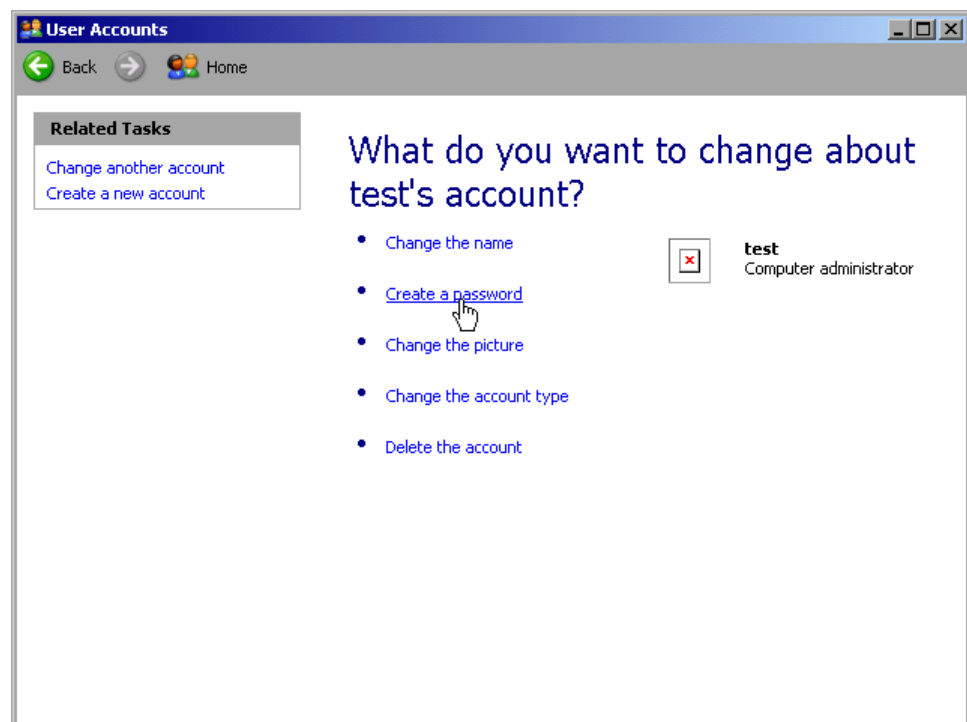 User Accounts
Back Home
Related Tasks
Change another account
Create a new account
What do you want to change about
test's account?
Change the name
Create a password
Change the picture
Change the account type
Delete the account
test
Computer administrator